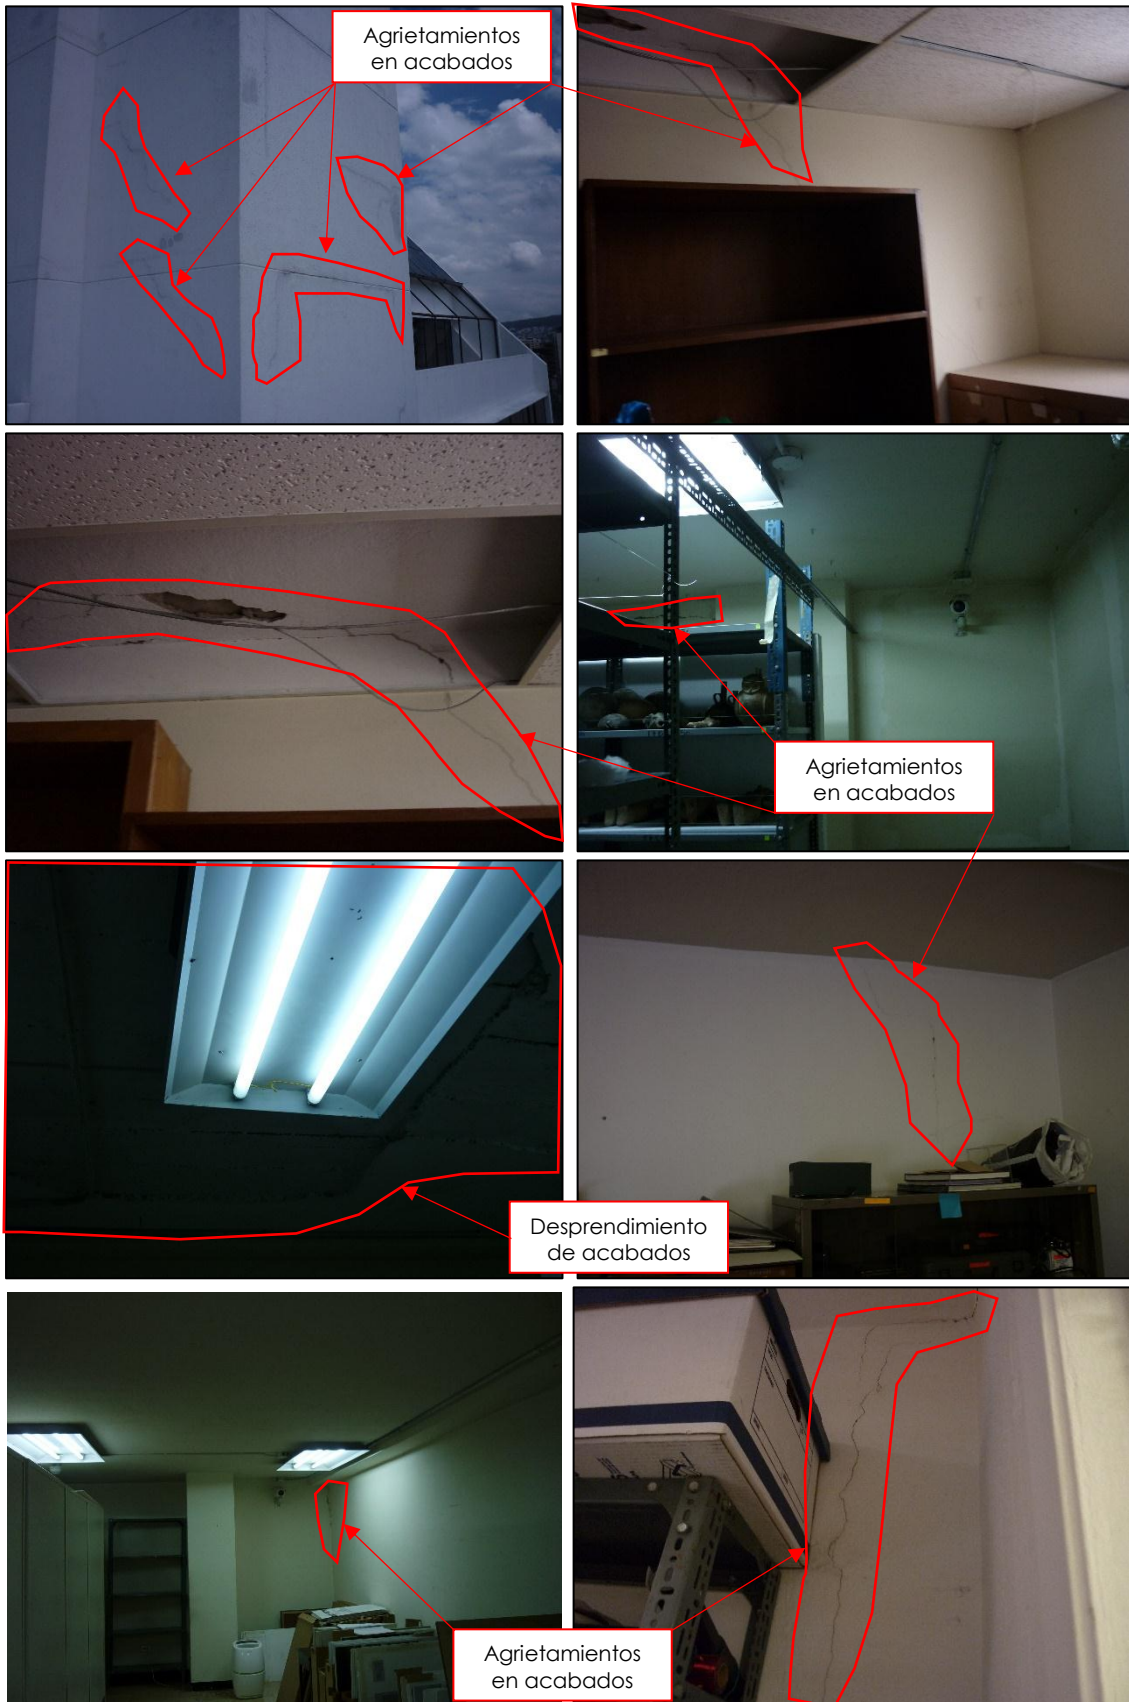 Agrietamientos
en acabados
Agrietamientos
en acabados
Desprendimiento
de acabados
Agrietamientos
en acabados